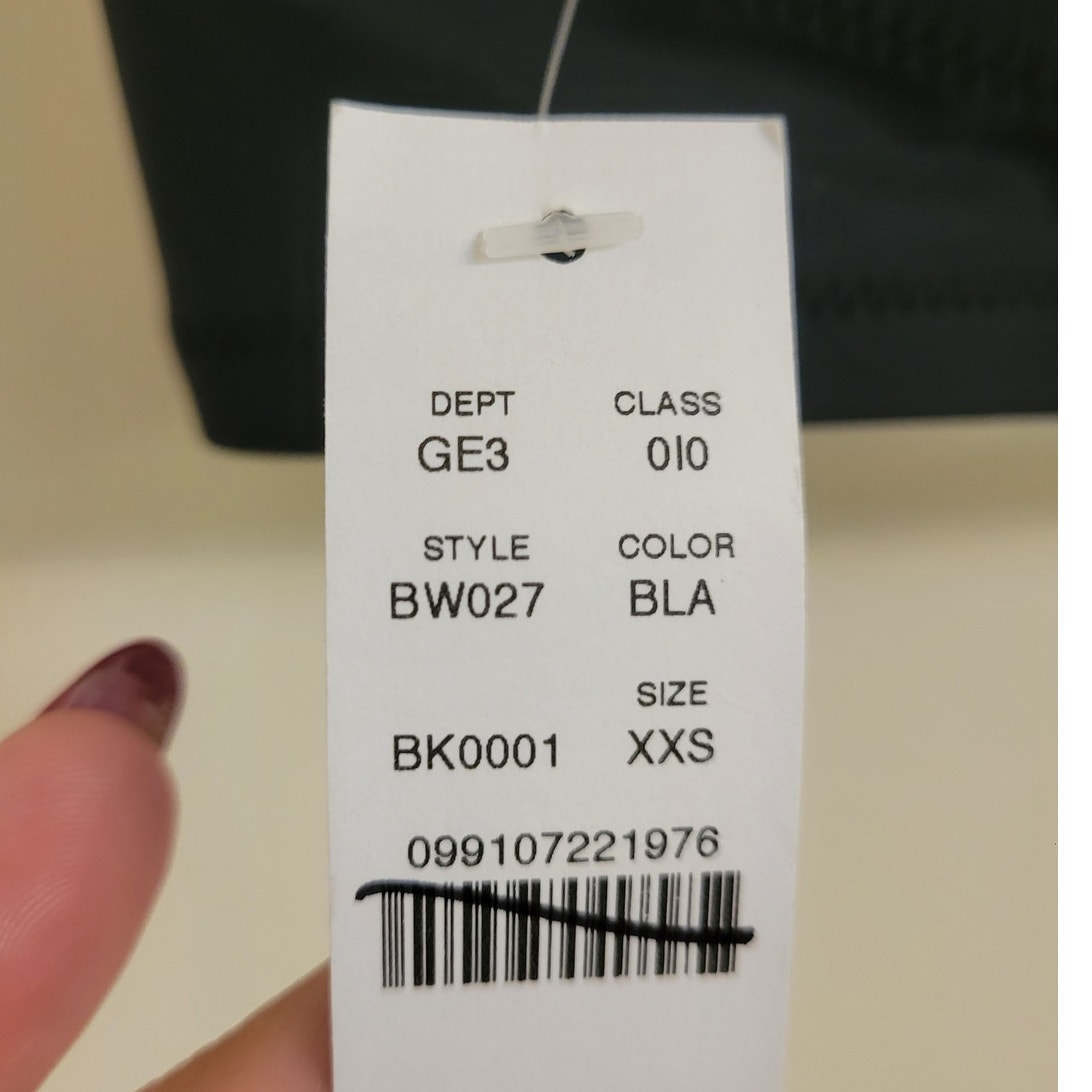 DEPT CLASS
GE3 010
STYLE COLOR
BW027 BLA
SIZE
BK0001 XXS
099107221976